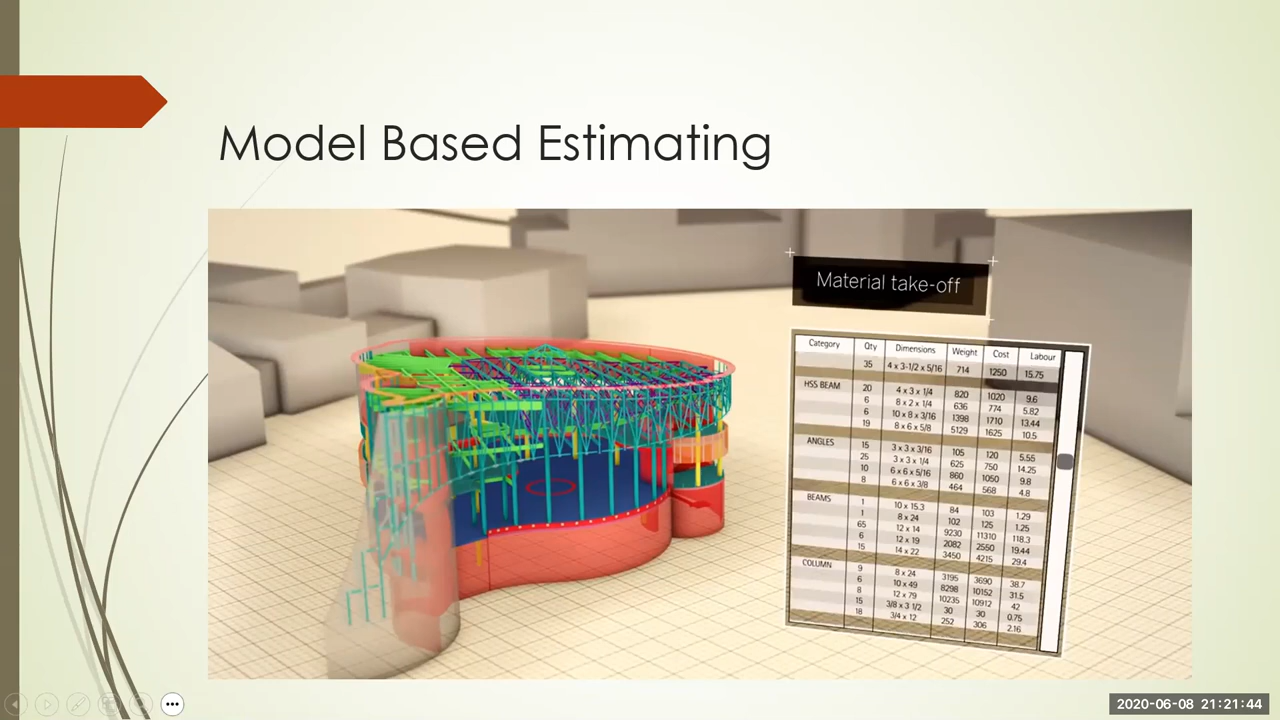 Model Based Estimating
Material take-off
Category Qty Dimensions Weight Cost Labour
35 4 x 3-1/2 x 5/16 714 1250 15.75
HSS BEAM 20 4 x 3 x 1/4 820 1020 9.6
6 8 x 2 x 1/4 636 774 5.82
6 10 x 8 x 3/16 1398 1710 13.44
19 8 x 6 x 5/8 5129 1625 10.5
ANGLES 15 3 x 3 x 3/16 105 120 5.55
25 3 x 3 x 1/4 625 750 14.25
10 6 x 6 x 5/16 860 1050 9.8
8 6 x 6 x 3/8 464 568 4.8
BEAMS 1 10 x 15.3 84 103 1.29
1 8 x 24 102 125 1.25
65 12 x 14 9230 11310 118.3
6 12 x 19 2082 2550 19.44
15 14 x 22 3450 4215 29.4
COLUMN 9 8 x 24 3195 3690 38.7
6 10 x 49 8298 10152 31.5
8 12 x 79 10235 10912 42
15 3/8 x 3 1/2 30 30 0.75
18 3/4 x 12 252 306 2.16
2020-06-08 21:21:44